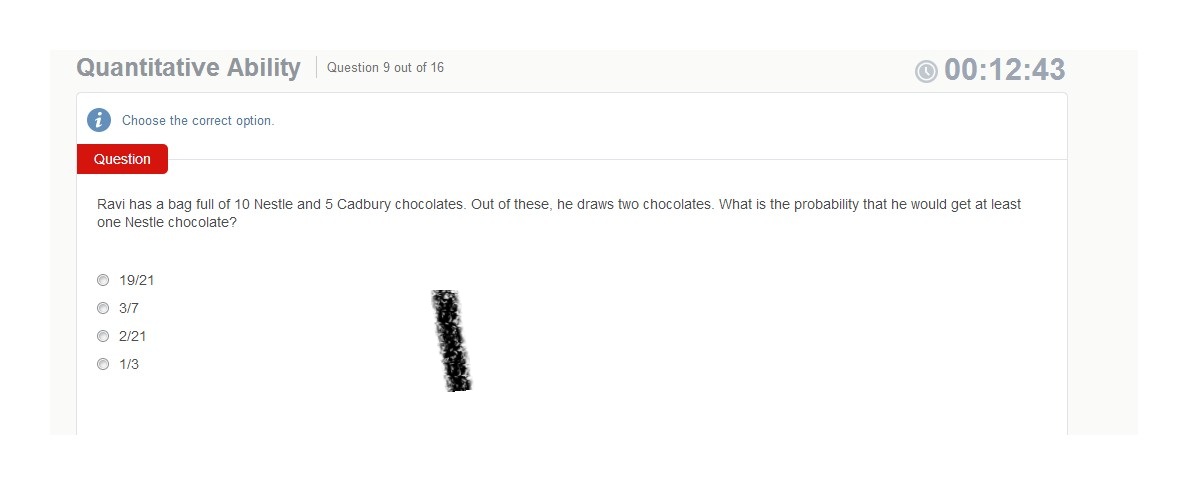 Quantitative Ability
Question 9 out of 16
00:12:43
Choose the correct option.
Question
Ravi has a bag full of 10 Nestle and 5 Cadbury chocolates. Out of these, he draws two chocolates. What is the probability that he would get at least
one Nestle chocolate?
19/21
3/7
2/21
1/3